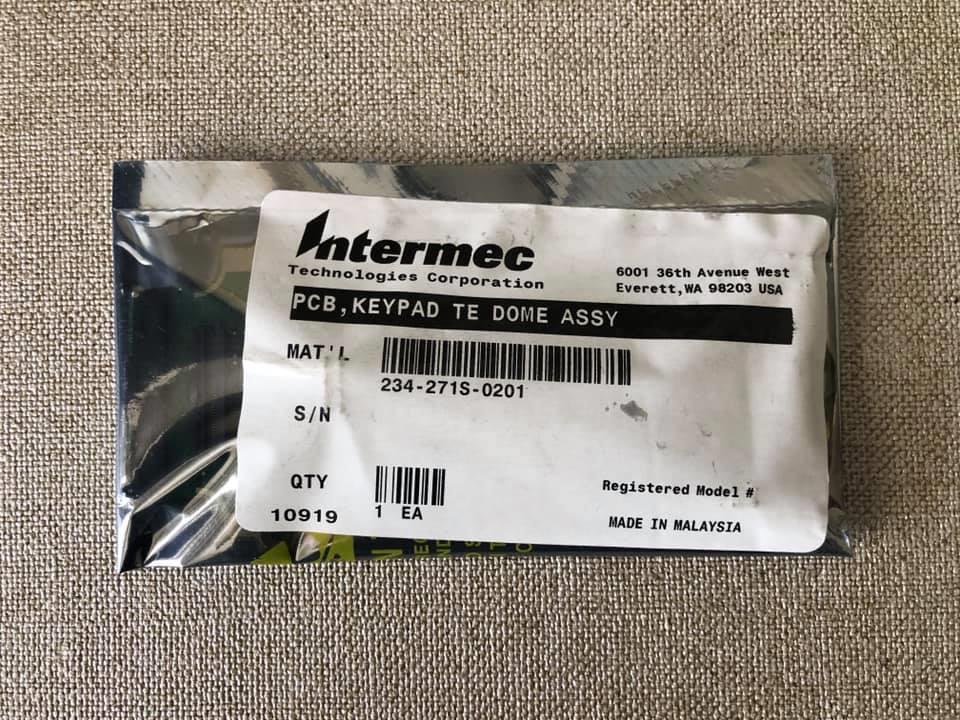 Intermec
Technologies Corporation
6001 36th Avenue West
Everett,WA 98203 USA
PCB,KEYPAD TE DOME ASSY
MAT'L
234-271S-0201
S/N
QTY
1 EA
10919
Registered Model #
MADE IN MALAYSIA